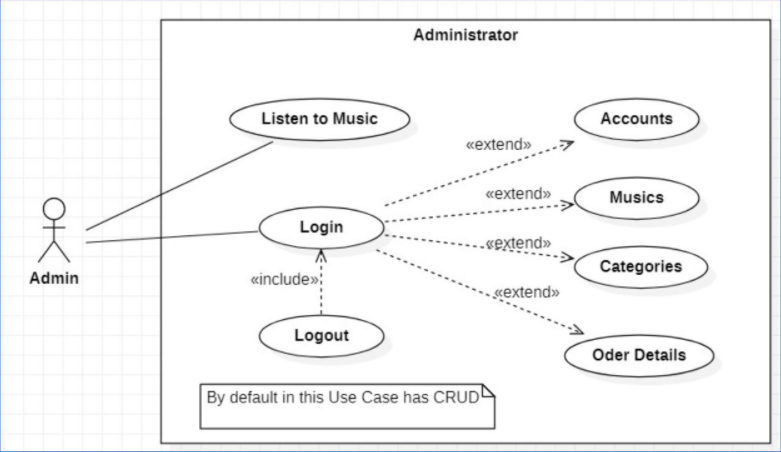 Administrator
Listen to Music
Accounts
«extend»
«extend»
Musics
Login
«extend»
Categories
Admin
«include»
«extend»
Logout
Oder Details
By default in this Use Case has CRUD